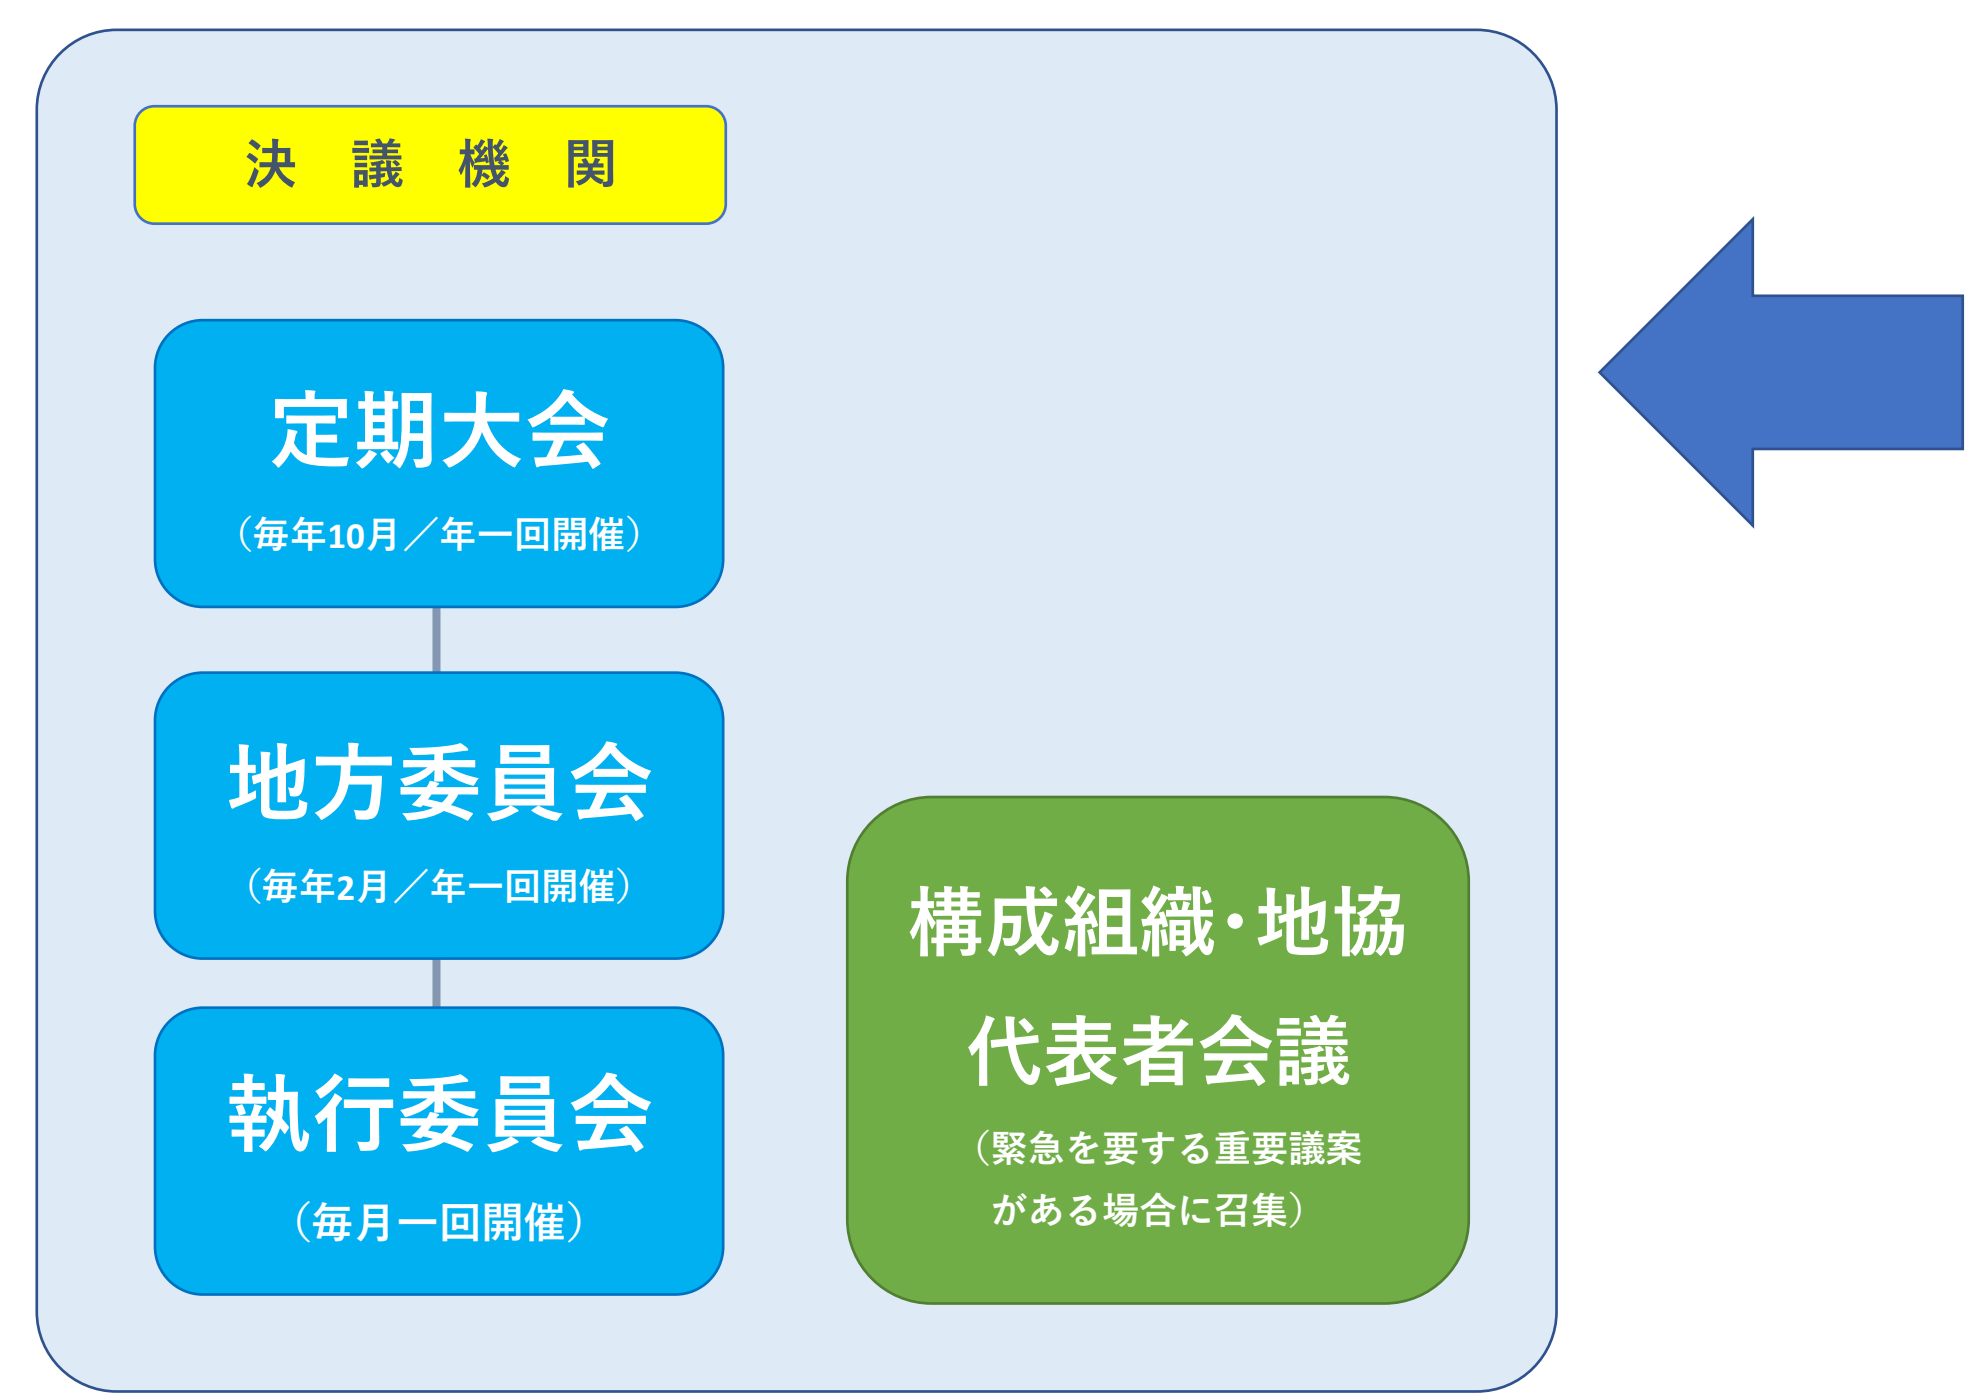 決　議　機　関
定期大会
（毎年10月／年一回開催）
地方委員会
（毎年2月／年一回開催）
執行委員会
（毎月一回開催）
構成組織・地協
代表者会議
（緊急を要する重要議案
がある場合に召集）